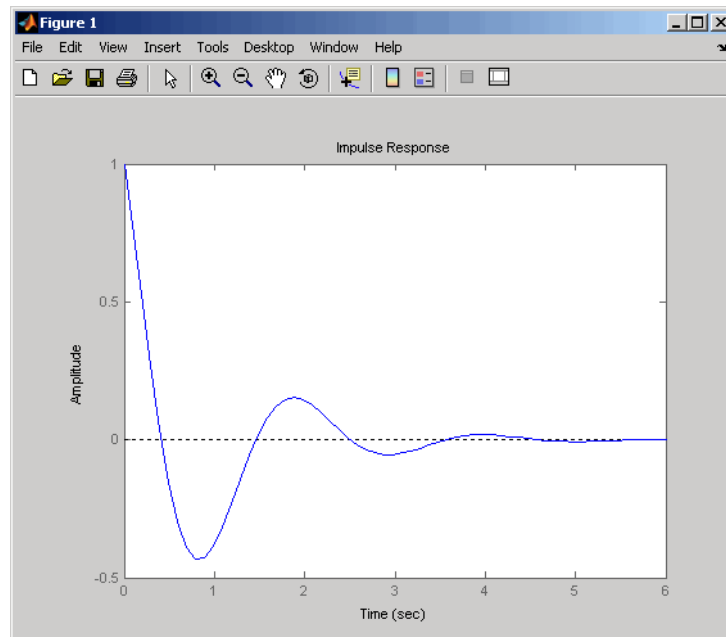 Figure 1
File Edit View Insert Tools Desktop Window Help
Impulse Response
1
0.5
0
-0.5
Amplitude
0 1 2 3 4 5 6
Time (sec)